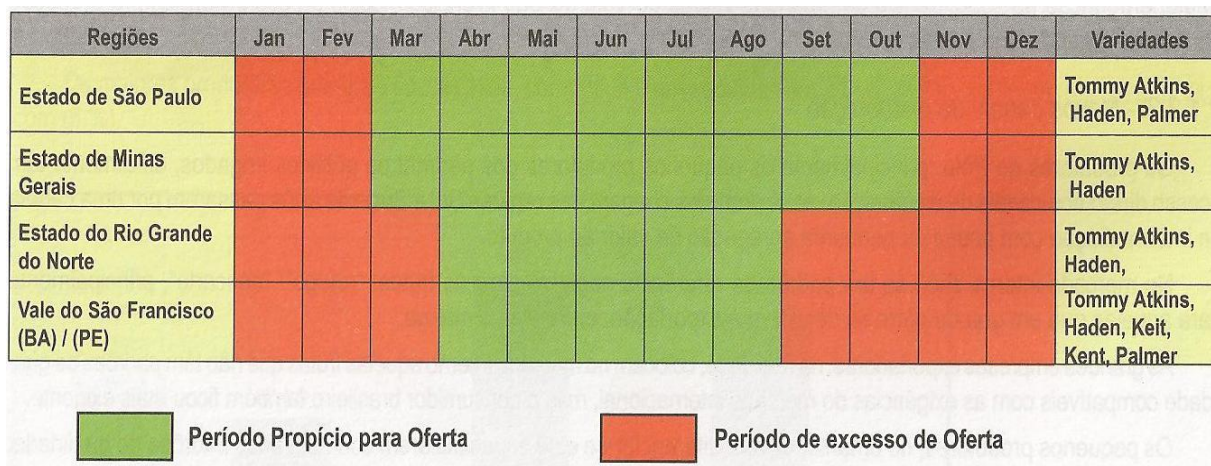 Regiões Jan Fev Mar Abr Mai Jun Jul Ago Set Out Nov Dez Variedades
Estado de São Paulo
Tommy Atkins,
Haden, Palmer
Estado de Minas
Gerais
Tommy Atkins,
Haden
Estado do Rio Grande
do Norte
Tommy Atkins,
Haden,
Vale do São Francisco
(BA) / (PE)
Tommy Atkins,
Haden, Keit,
Kent, Palmer
Período Propício para Oferta
Período de excesso de Oferta